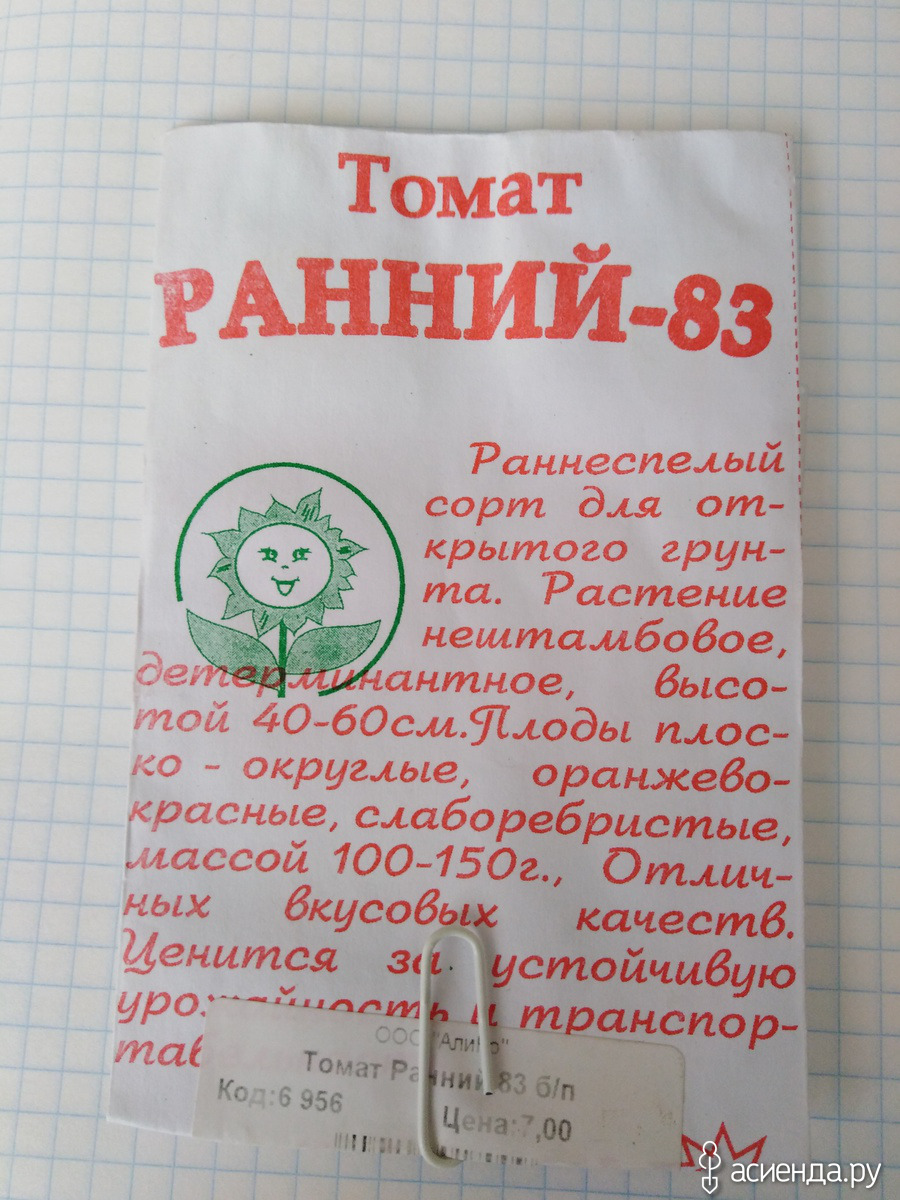 Томат
РАННИЙ-83
Раннеспелый
сорт для от-
крытого грун-
та. Растение
нештамбовое,
детерминантное, высо-
той 40-60см.Плоды плос-
ко - округлые, оранжево-
красные, слаборебристые,
массой 100-150г., Отлич-
ных вкусовых качеств.
Ценится за устойчивую
урожайность и транспор-
ООО
Томат Ранний 83 б/п
Код:6 956
Цена:7,00
асиенда.ру